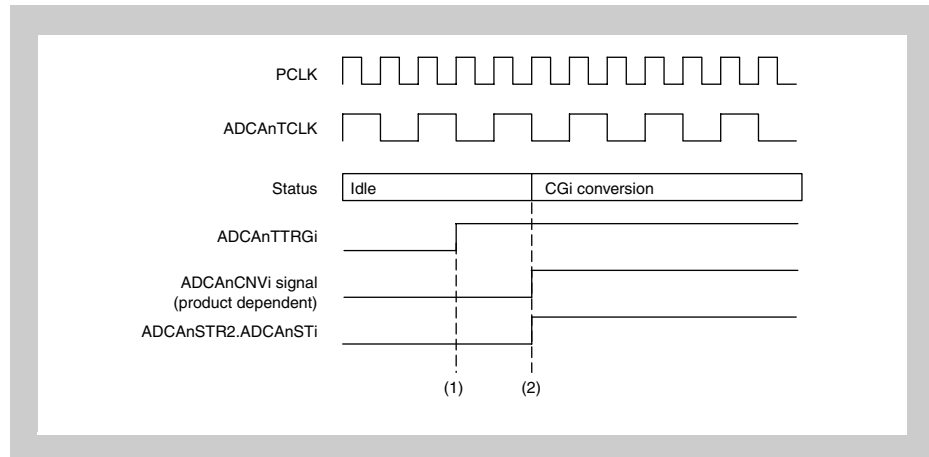 PCLK
ADCAnTCLK
Status
Idle
CGi conversion
ADCAnTTRGi
ADCAnCNVi signal
(product dependent)
ADCAnSTR2.ADCAnSTi
(1)
(2)